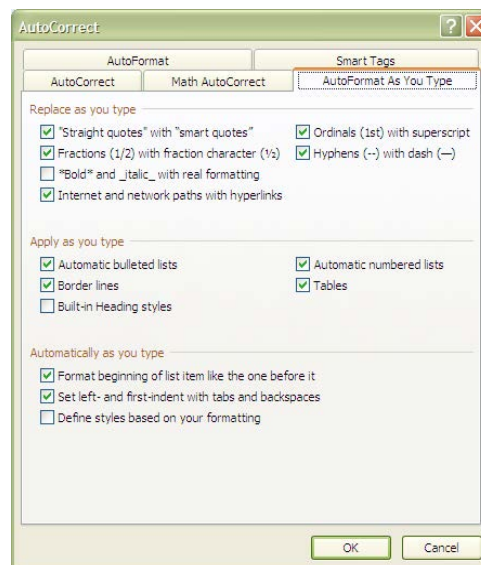 AutoCorrect
AutoFormat Smart Tags
AutoCorrect Math AutoCorrect AutoFormat As You Type
Replace as you type
"Straight quotes" with “smart quotes” Ordinals (1st) with superscript
Fractions (1/2) with fraction character (½) Hyphens (--) with dash (—)
*Bold* and _italic_ with real formatting
Internet and network paths with hyperlinks
Apply as you type
Automatic bulleted lists Automatic numbered lists
Border lines Tables
Built-in Heading styles
Automatically as you type
Format beginning of list item like the one before it
Set left- and first-indent with tabs and backspaces
Define styles based on your formatting
OK Cancel